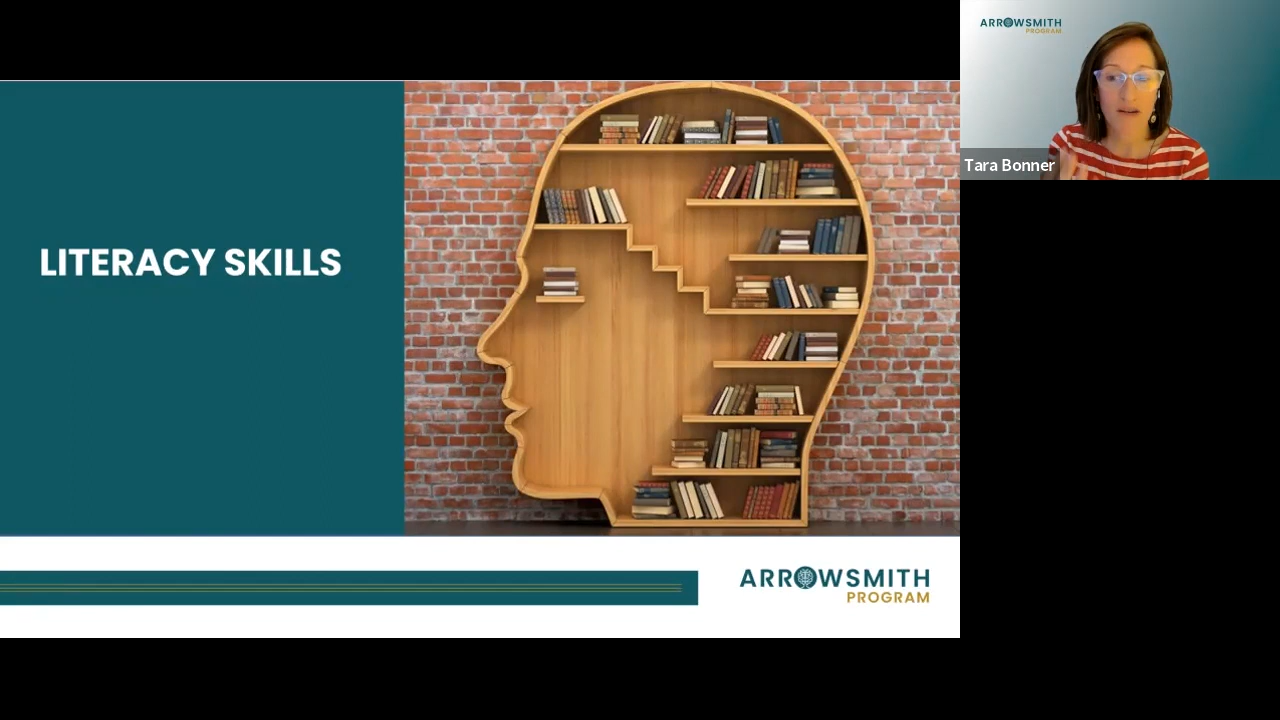 LITERACY SKILLS
ARROWSMITH
PROGRAM
ARROWSMITH
PROGRAM
Tara Bonner